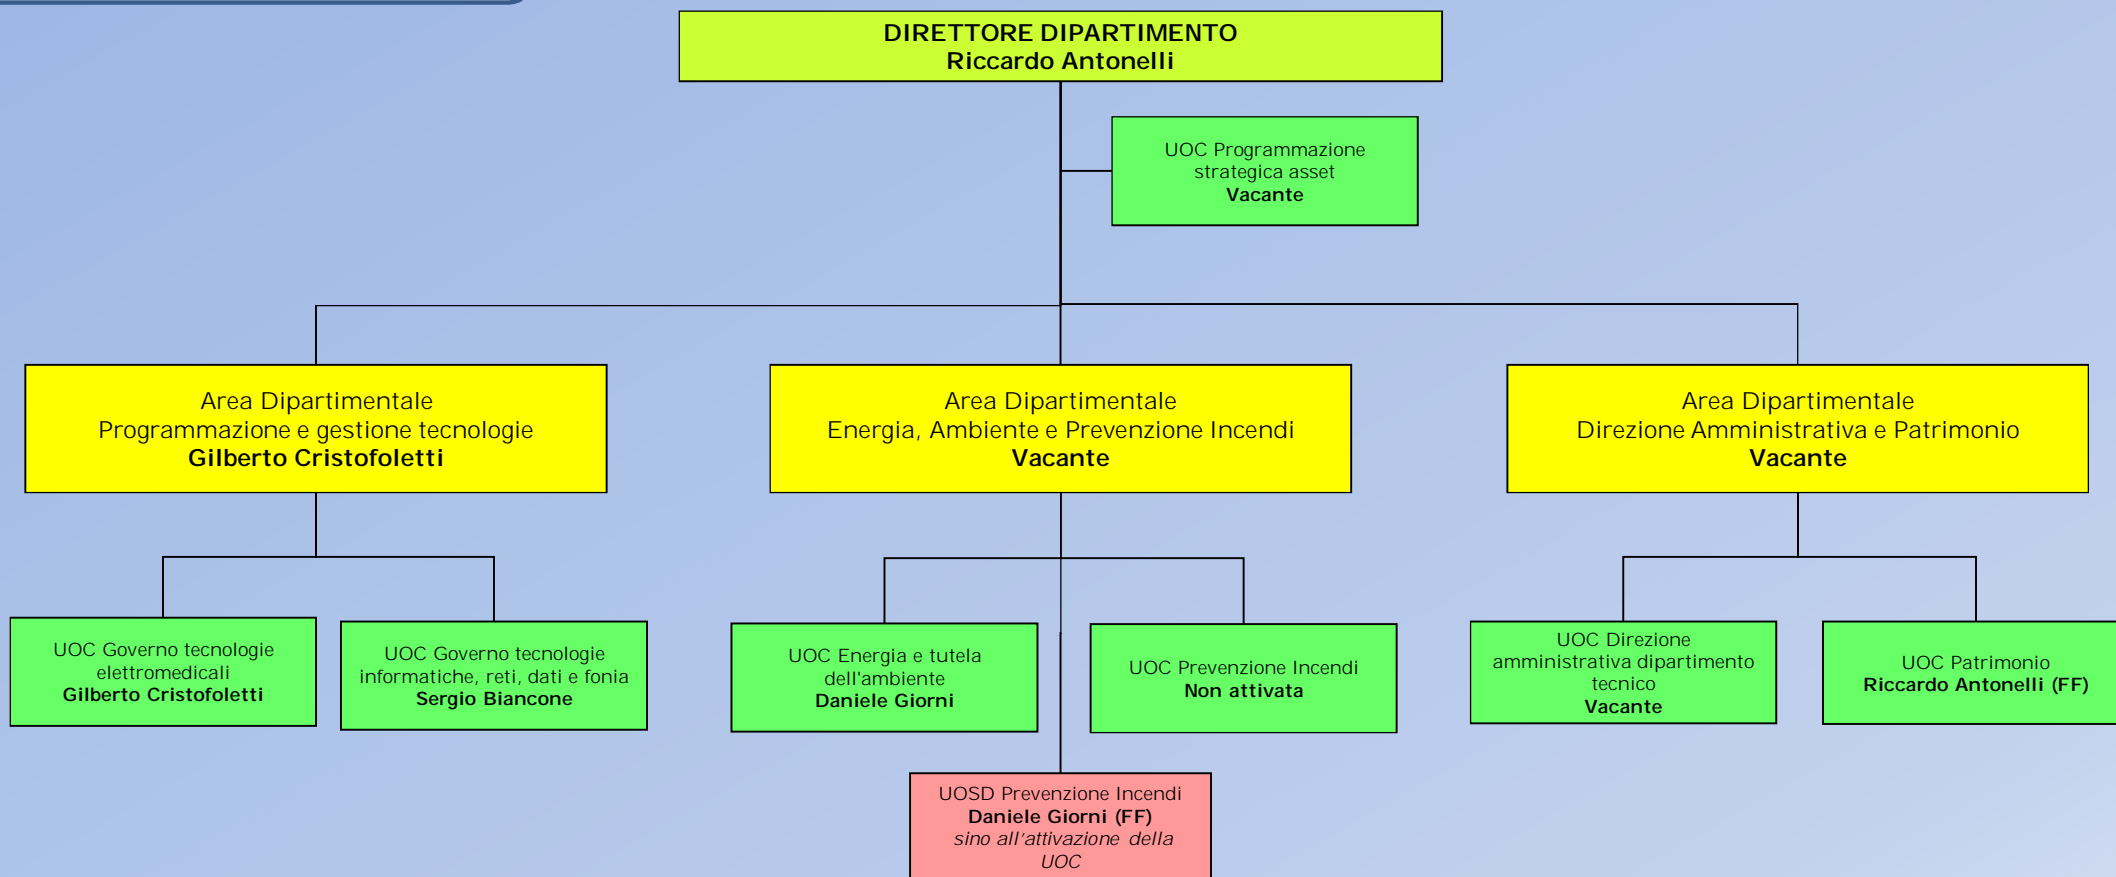 DIRETTORE DIPARTIMENTO
Riccardo Antonelli
UOC Programmazione
strategica asset
Vacante
Area Dipartimentale
Programmazione e gestione tecnologie
Gilberto Cristofoletti
Area Dipartimentale
Energia, Ambiente e Prevenzione Incendi
Vacante
Area Dipartimentale
Direzione Amministrativa e Patrimonio
Vacante
UOC Governo tecnologie
elettromedicali
Gilberto Cristofoletti
UOC Governo tecnologie
informatiche, reti, dati e fonia
Sergio Biancone
UOC Energia e tutela
dell'ambiente
Daniele Giorni
UOC Prevenzione Incendi
Non attivata
UOC Direzione
amministrativa dipartimento
tecnico
Vacante
UOC Patrimonio
Riccardo Antonelli (FF)
UOSD Prevenzione Incendi
Daniele Giorni (FF)
sino all’attivazione della
UOC